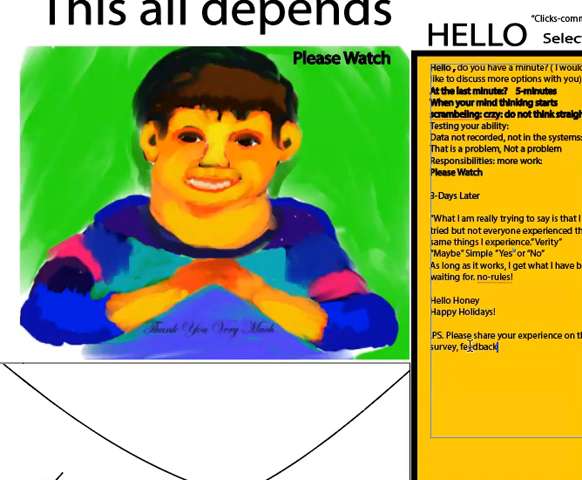 This all depends
Please Watch
Thank You Very Much
HELLO
"Clicks-comm
Selec
Hello , do you have a minute? ( I would
like to discuss more options with you)
At the last minute? 5-minutes
When your mind thinking starts
scrambeling: crzy: do not think straigh
Testing your ability:
Data not recorded, not in the systems:
That is a problem, Not a problem
Responsibilities: more work:
Please Watch
3-Days Later
"What I am really trying to say is that I
tried but not everyone experienced th
same things I experience."Verity"
"Maybe" Simple "Yes" or "No"
As long as it works, I get what I have b
waiting for. no-rules!
Hello Honey
Happy Holidays!
PS. Please share your experience on th
survey, feedback